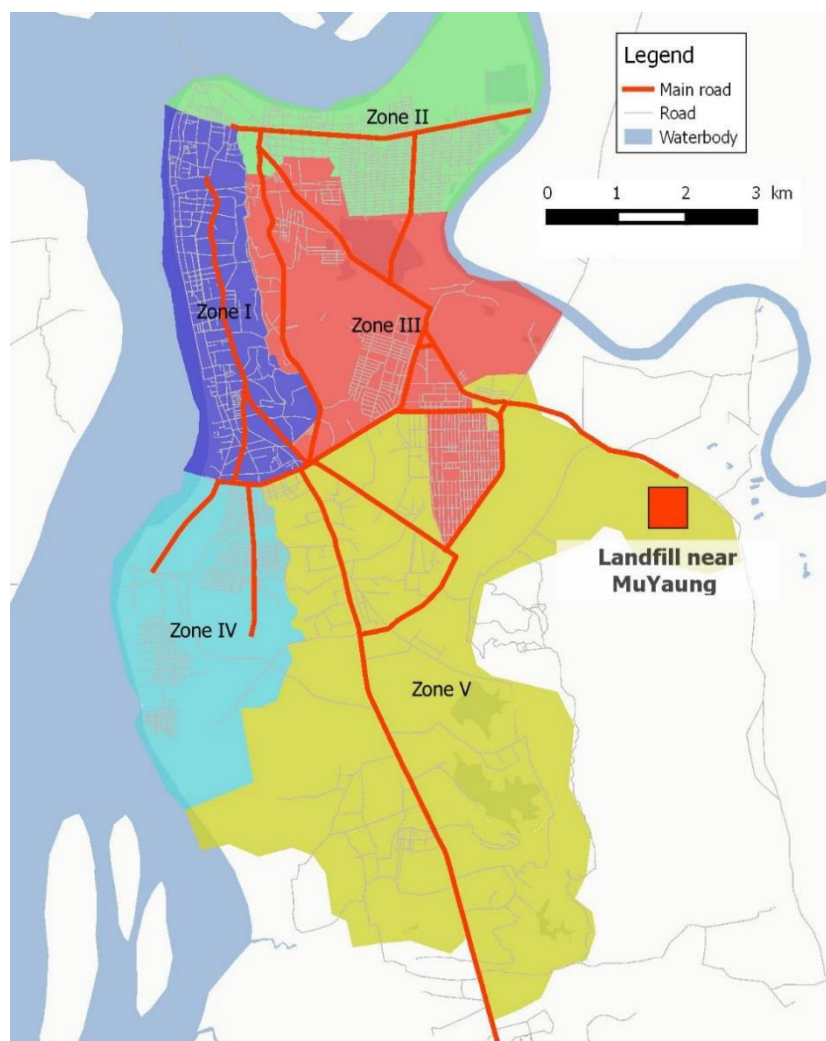 Legend
Main road
Road
Waterbody
0 1 2 3 km
Zone II
Zone I
Zone III
Landfill near
MuYaung
Zone IV
Zone V